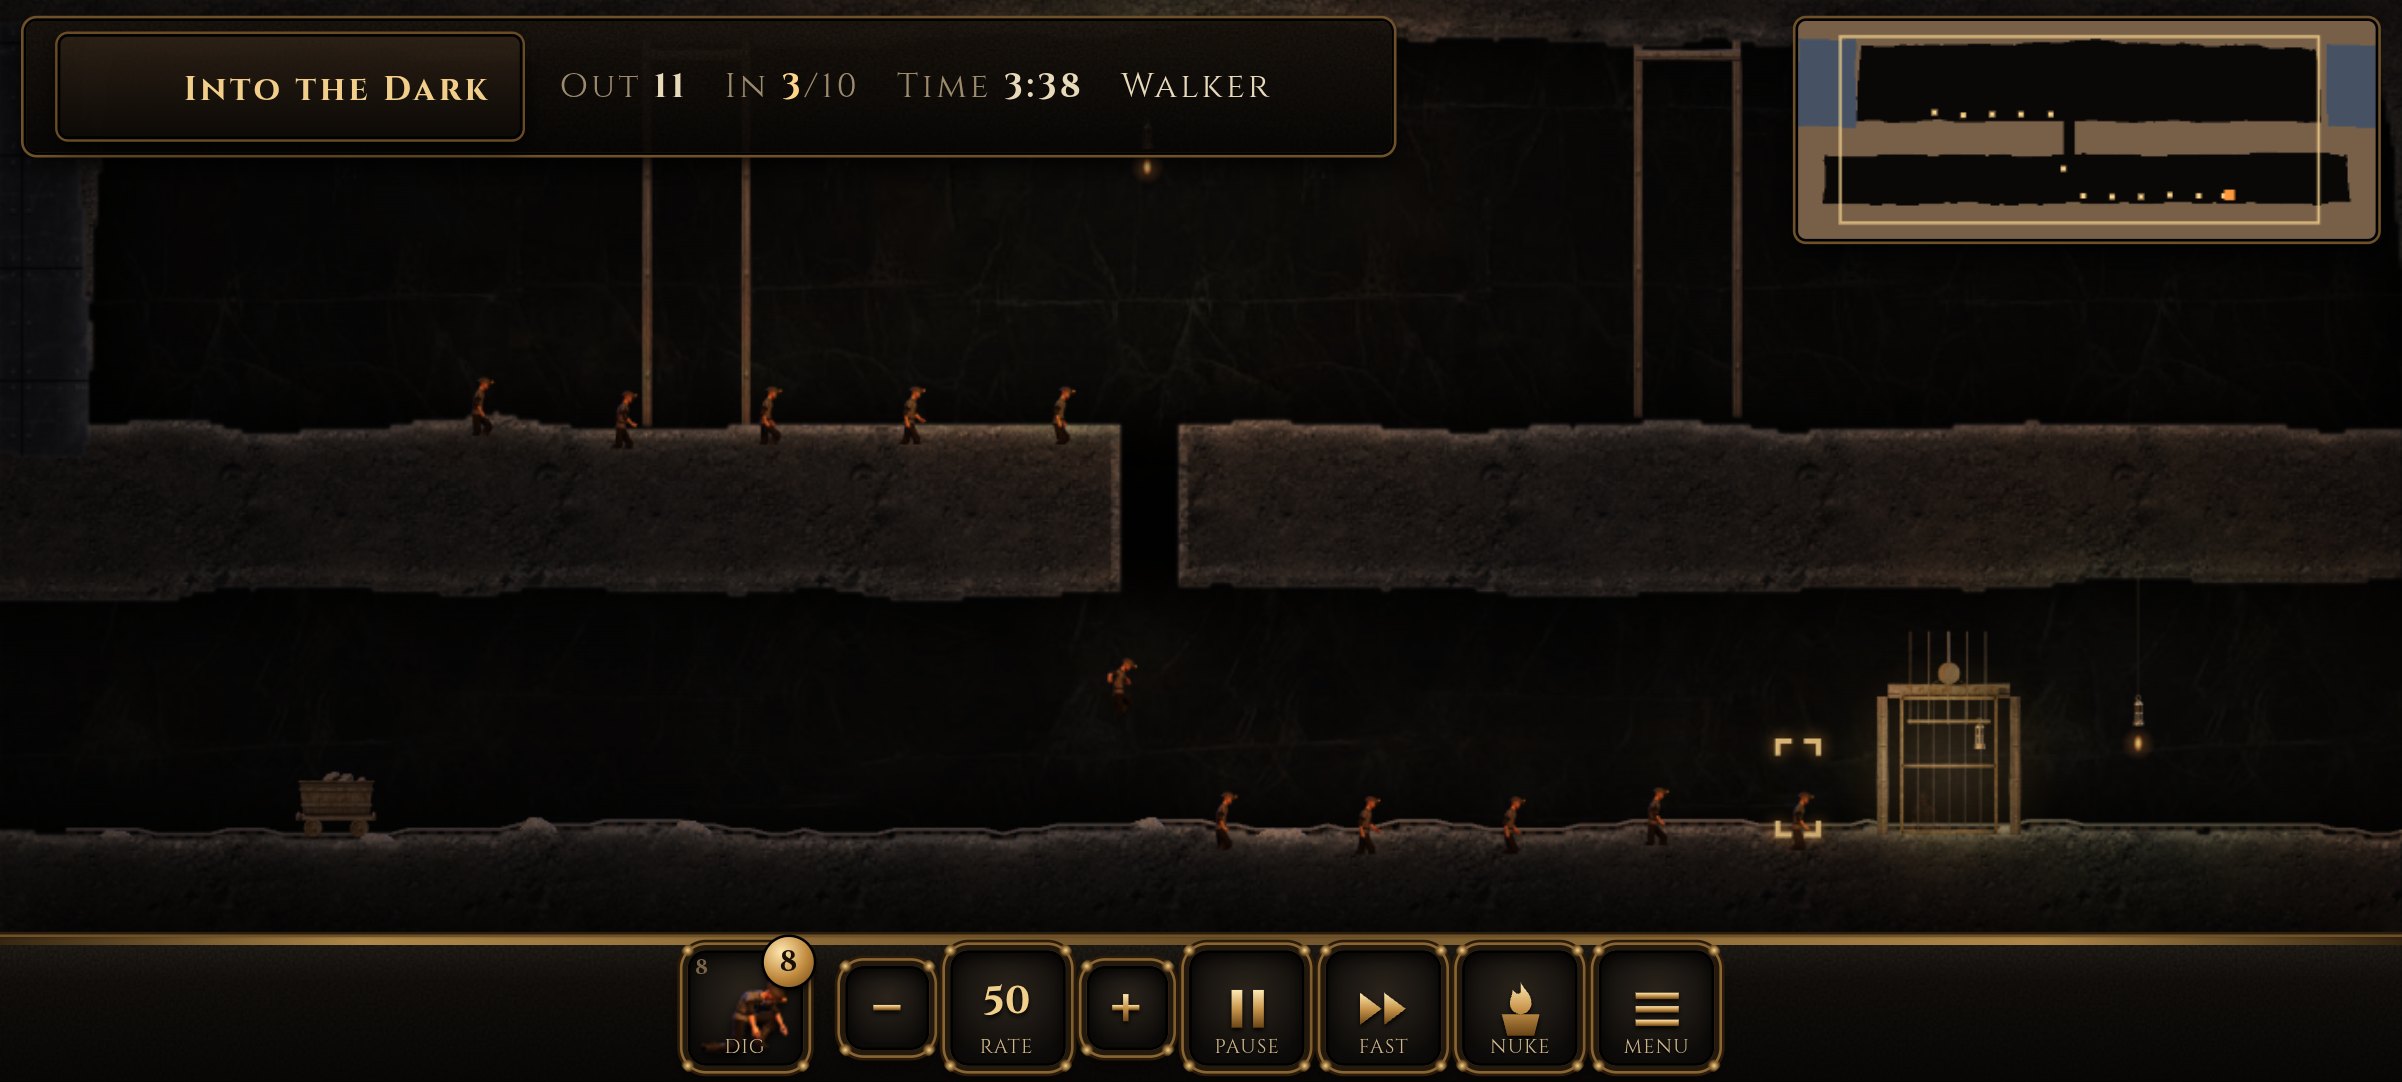 INTO THE DARK
OUT 11 IN 3/10 TIME 3:38 WALKER
8
8
DIG
−
50
RATE
+
PAUSE
FAST
NUKE
MENU